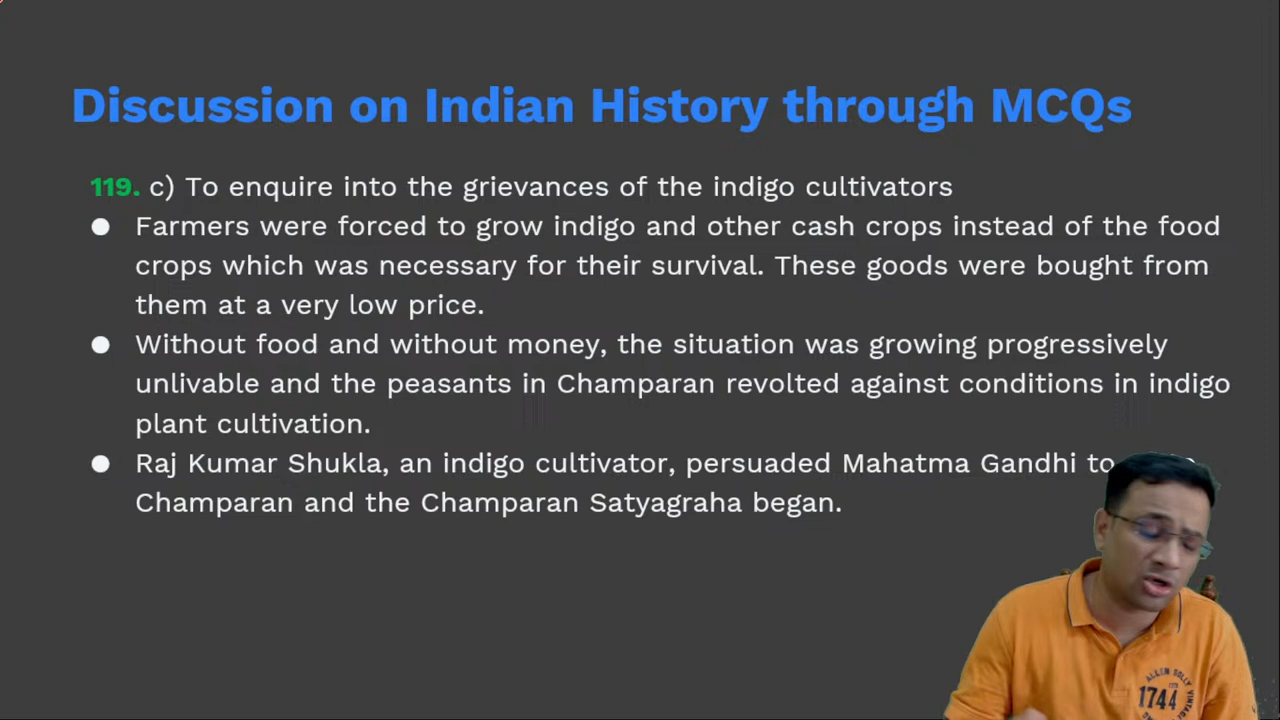 Discussion on Indian History through MCQs
119. c) To enquire into the grievances of the indigo cultivators
● Farmers were forced to grow indigo and other cash crops instead of the food
crops which was necessary for their survival. These goods were bought from
them at a very low price.
● Without food and without money, the situation was growing progressively
unlivable and the peasants in Champaran revolted against conditions in indigo
plant cultivation.
● Raj Kumar Shukla, an indigo cultivator, persuaded Mahatma Gandhi to
Champaran and the Champaran Satyagraha began.
ALLEN SOLLY
1744